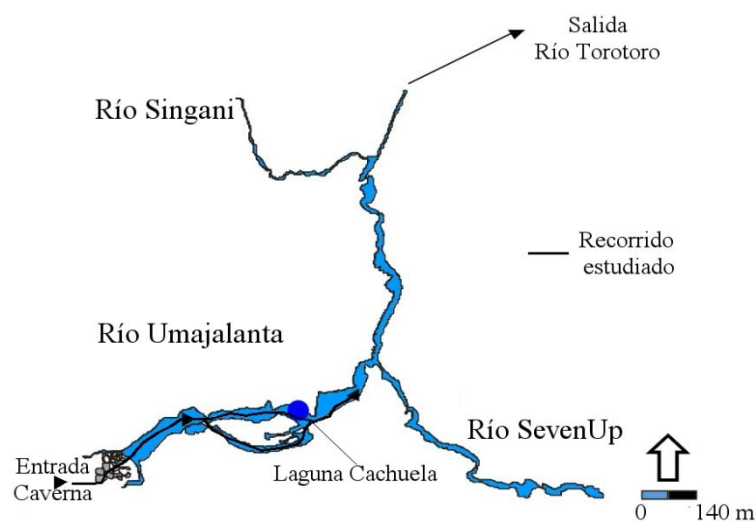 Salida
Río Torotoro
Río Singani
Recorrido
estudiado
Río Umajalanta
Río SevenUp
Entrada
Caverna
Laguna Cachuela
0 140 m